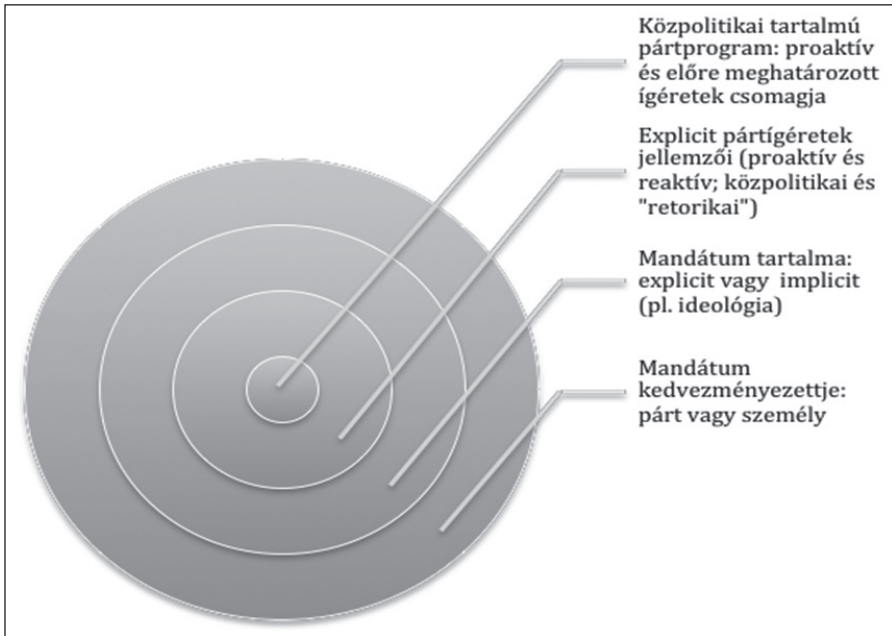 Közpolitikai tartalmú
pártprogram: proaktív
és előre meghatározott
ígéretek csomagja
Explicit pártígéretek
jellemzői (proaktív és
reaktív; közpolitikai és
"retorikai")
Mandátum tartalma:
explicit vagy implicit
(pl. ideológia)
Mandátum
kedvezményezettje:
párt vagy személy